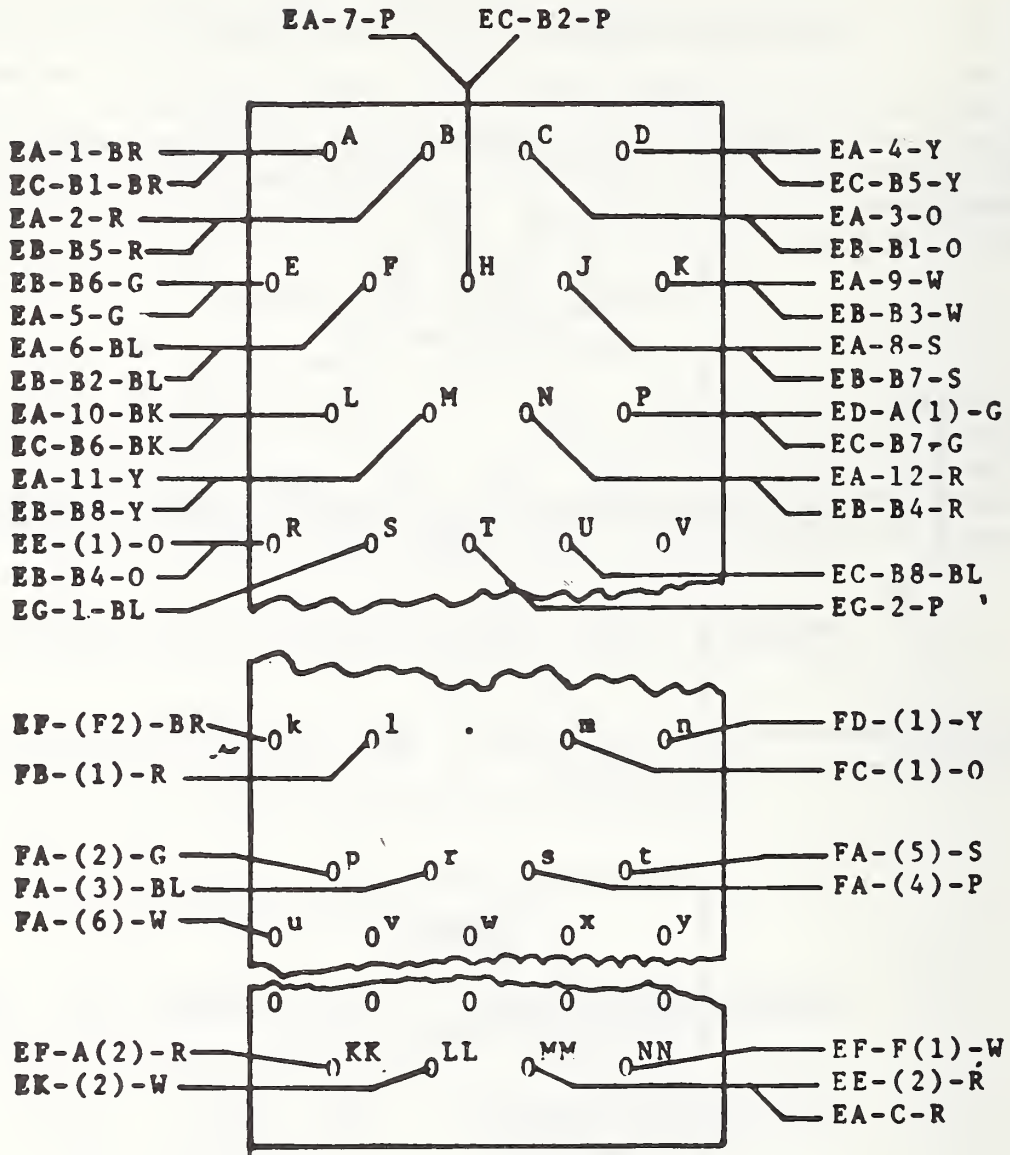 EA-7-P EC-B2-P
A B C D
EA-1-BR EA-4-Y
EC-B1-BR EC-B5-Y
EA-2-R EA-3-O
EB-B5-R EB-B1-O
E F H J K
EB-B6-G EA-9-W
EA-5-G EB-B3-W
EA-6-BL EA-8-S
EB-B2-BL EB-B7-S
L M N P
EA-10-BK ED-A(1)-G
EC-B6-BK EC-B7-G
EA-11-Y EA-12-R
EB-B8-Y EB-B4-R
R S T U V
EE-(1)-O
EB-B4-O EC-B8-BL
EG-1-BL EG-2-P
EF-(F2)-BR k l m n FD-(1)-Y
FB-(1)-R FC-(1)-O
FA-(2)-G p r s t FA-(5)-S
FA-(3)-BL FA-(4)-P
FA-(6)-W u v w x y
EF-A(2)-R KK LL MM NN EF-F(1)-W
EK-(2)-W EE-(2)-R
EA-C-R